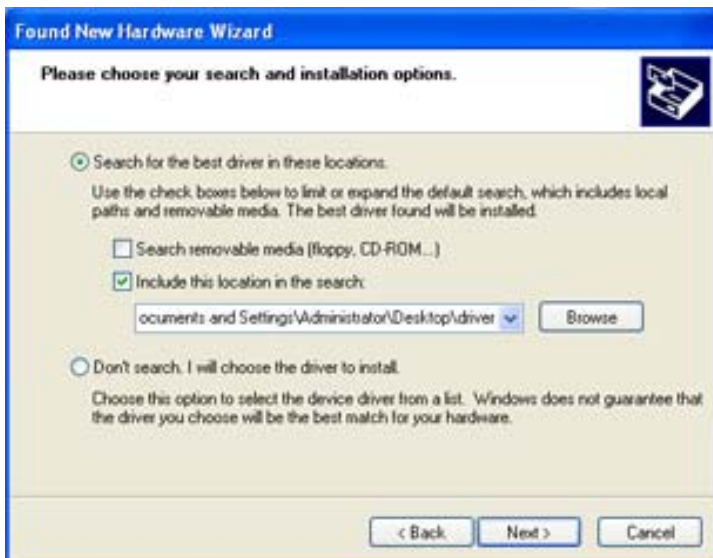 Found New Hardware Wizard
Please choose your search and installation options.
Search for the best driver in these locations.
Use the check boxes below to limit or expand the default search, which includes local
paths and removable media. The best driver found will be installed.
Search removable media (floppy, CD-ROM...)
Include this location in the search:
ocuments and Settings\Administrator\Desktop\driver
Browse
Don't search. I will choose the driver to install.
Choose this option to select the device driver from a list. Windows does not guarantee that
the driver you choose will be the best match for your hardware.
< Back Next > Cancel